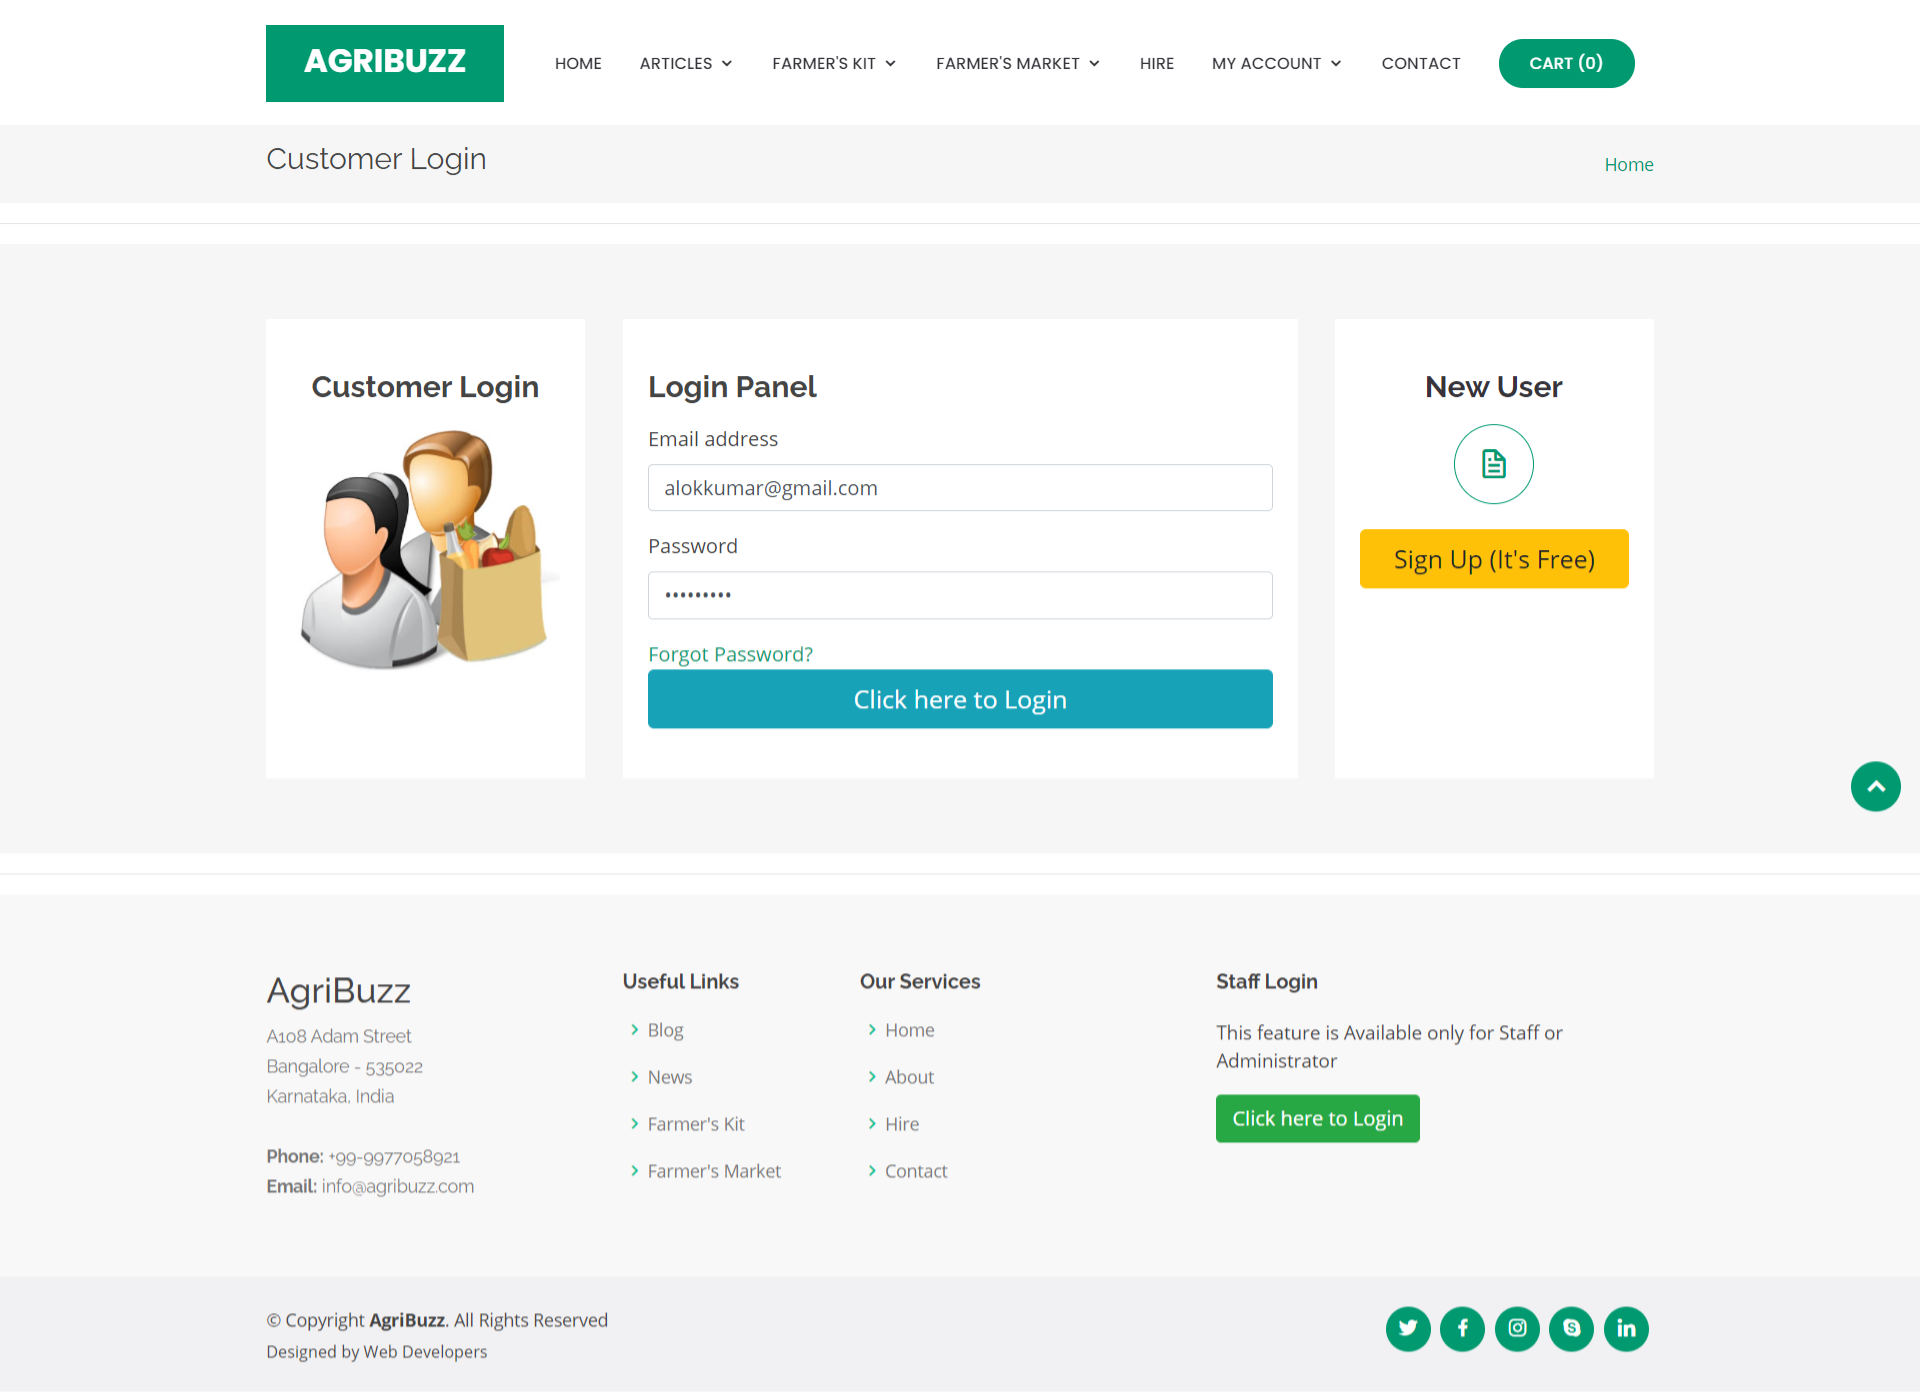 AGRIBUZZ
HOME
ARTICLES
FARMER'S KIT
FARMER'S MARKET
HIRE
MY ACCOUNT
CONTACT
CART (0)
Customer Login
Home
Customer Login
Login Panel
Email address
alokkumar@gmail.com
Password
•••••••••
Forgot Password?
Click here to Login
New User
Sign Up (It's Free)
AgriBuzz
A108 Adam Street
Bangalore - 535022
Karnataka, India
Phone: +99-9977058921
Email: info@agribuzz.com
Useful Links
Blog
News
Farmer's Kit
Farmer's Market
Our Services
Home
About
Hire
Contact
Staff Login
This feature is Available only for Staff or
Administrator
Click here to Login
© Copyright AgriBuzz. All Rights Reserved
Designed by Web Developers